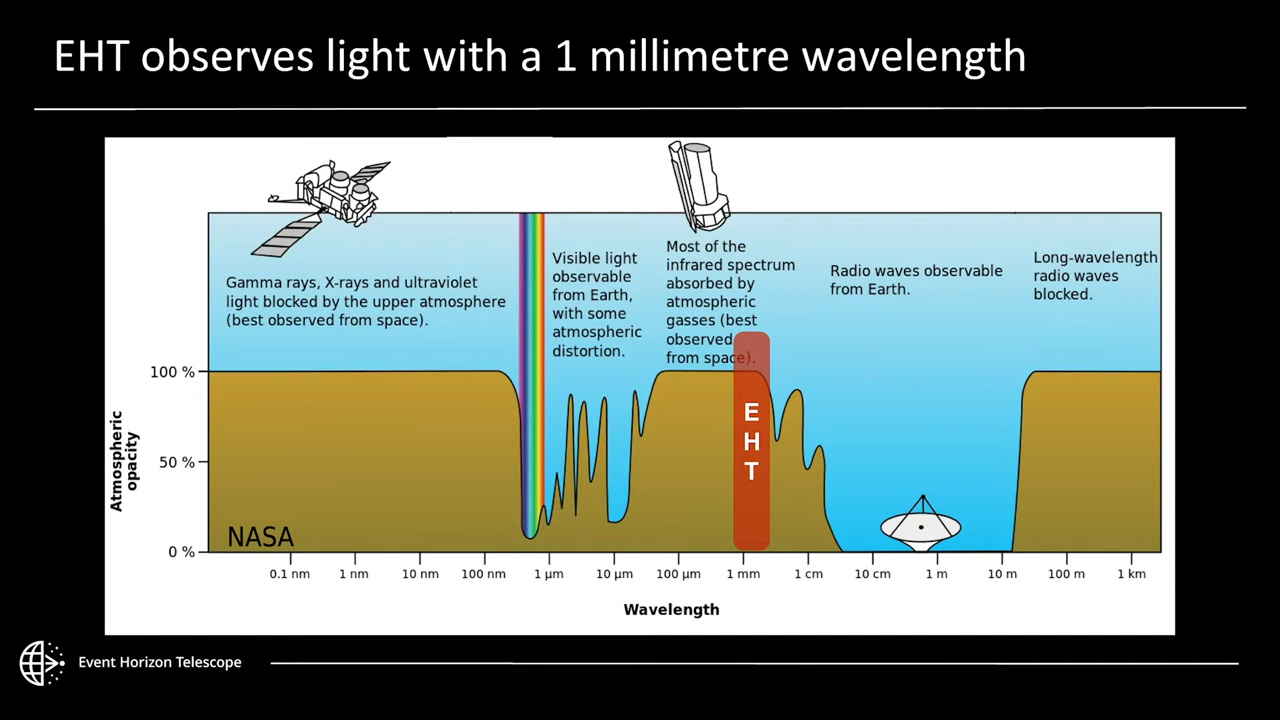 EHT observes light with a 1 millimetre wavelength
Gamma rays, X-rays and ultraviolet
light blocked by the upper atmosphere
(best observed from space).
Visible light
observable
from Earth,
with some
atmospheric
distortion.
Most of the
infrared spectrum
absorbed by
atmospheric
gasses (best
observed
from space).
Radio waves observable
from Earth.
Long-wavelength
radio waves
blocked.
Atmospheric
opacity
100 %
50 %
0 %
E
H
T
NASA
0.1 nm 1 nm 10 nm 100 nm 1 μm 10 μm 100 μm 1 mm 1 cm 10 cm 1 m 10 m 100 m 1 km
Wavelength
Event Horizon Telescope